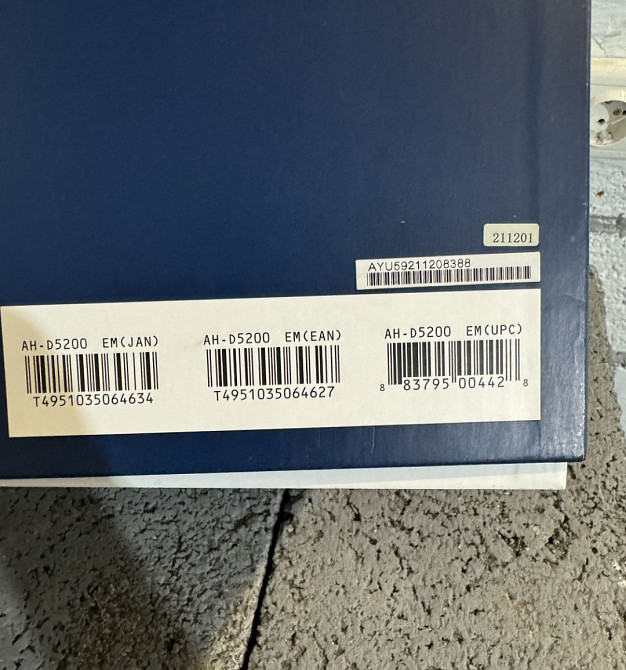 211201
AYU59211208388
AH-D5200 EM(JAN)
T4951035064634
AH-D5200 EM(EAN)
T4951035064627
AH-D5200 EM(UPC)
8 83795 00442 8